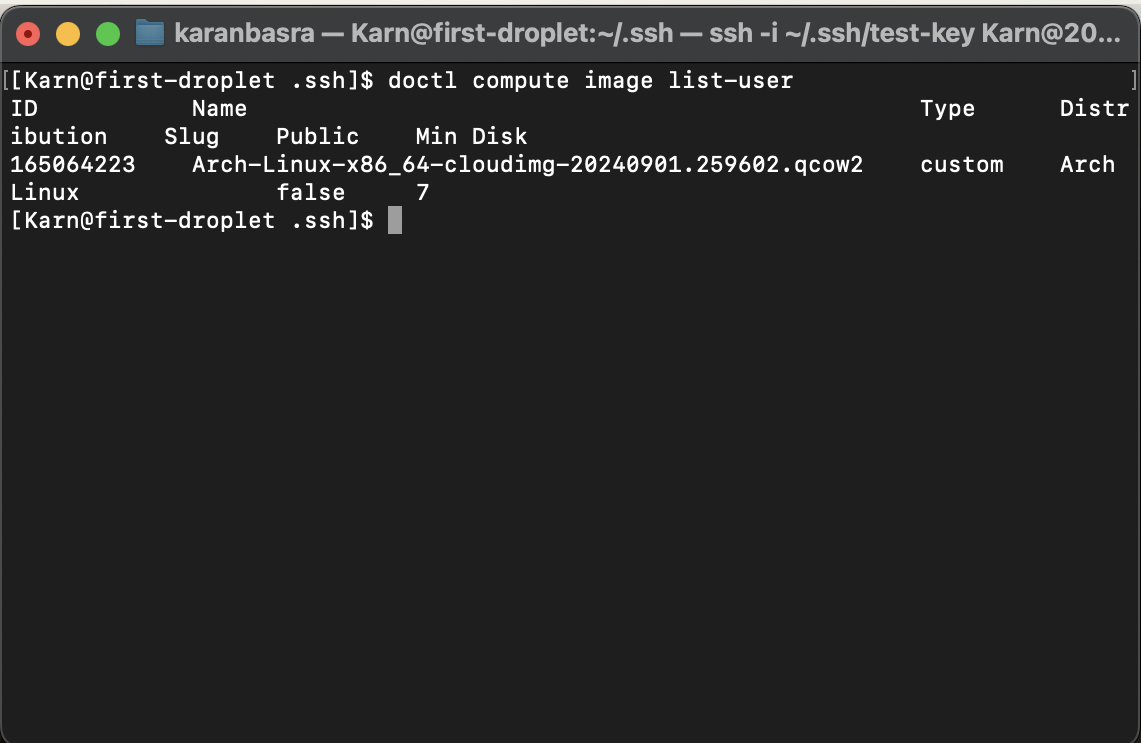 karanbasra — Karn@first-droplet:~/.ssh — ssh -i ~/.ssh/test-key Karn@20...
[[Karn@first-droplet .ssh]$ doctl compute image list-user ]
ID Name Type Distr
ibution Slug Public Min Disk
165064223 Arch-Linux-x86_64-cloudimg-20240901.259602.qcow2 custom Arch
Linux false 7
[Karn@first-droplet .ssh]$